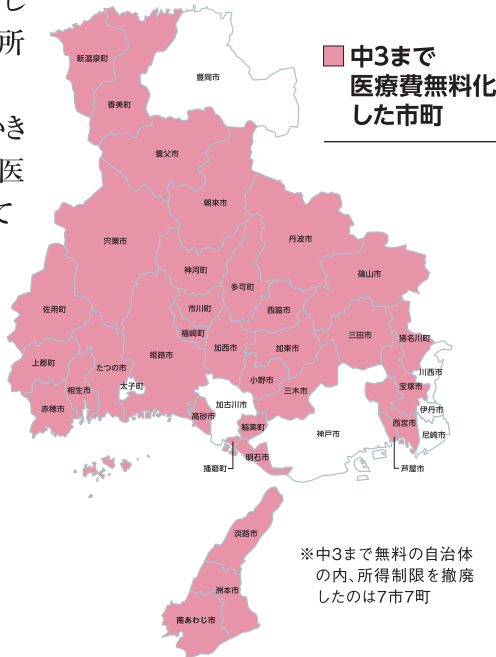 し
所
き
医
て
中3まで
医療費無料化
した市町
新温泉町
香美町
豊岡市
養父市
朝来市
宍粟市
丹波市
神河町
多可町
篠山市
佐用町
市川町
西脇市
福崎町
三田市
猪名川町
上郡町
たつの市
姫路市
加西市
加東市
川西市
相生市
太子町
小野市
三木市
宝塚市
赤穂市
高砂市
加古川市
伊丹市
稲美町
神戸市
西宮市
尼崎市
明石市
播磨町
芦屋市
淡路市
洲本市
南あわじ市
※中3まで無料の自治体
の内、所得制限を撤廃
したのは7市7町